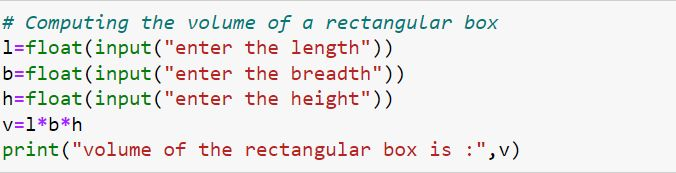 # Computing the volume of a rectangular box
l=float(input("enter the length"))
b=float(input("enter the breadth"))
h=float(input("enter the height"))
v=l*b*h
print("volume of the rectangular box is :",v)